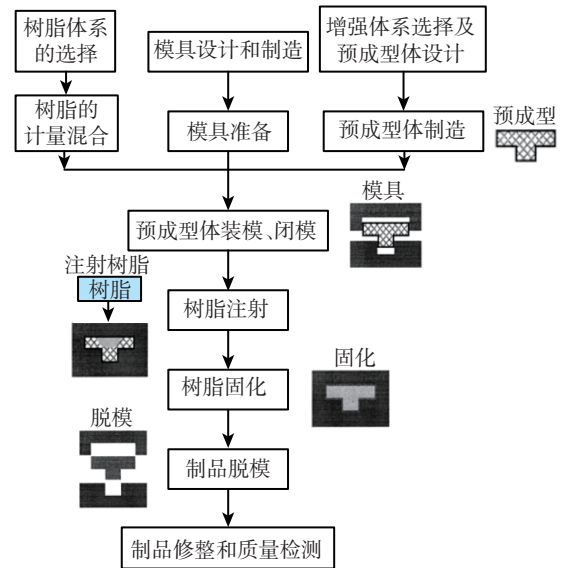 树脂体系
的选择
模具设计和制造
增强体系选择及
预成型体设计
树脂的
计量混合
模具准备
预成型体制造
预成型
模具
预成型体装模、闭模
注射树脂
树脂
树脂注射
固化
树脂固化
脱模
制品脱模
制品修整和质量检测